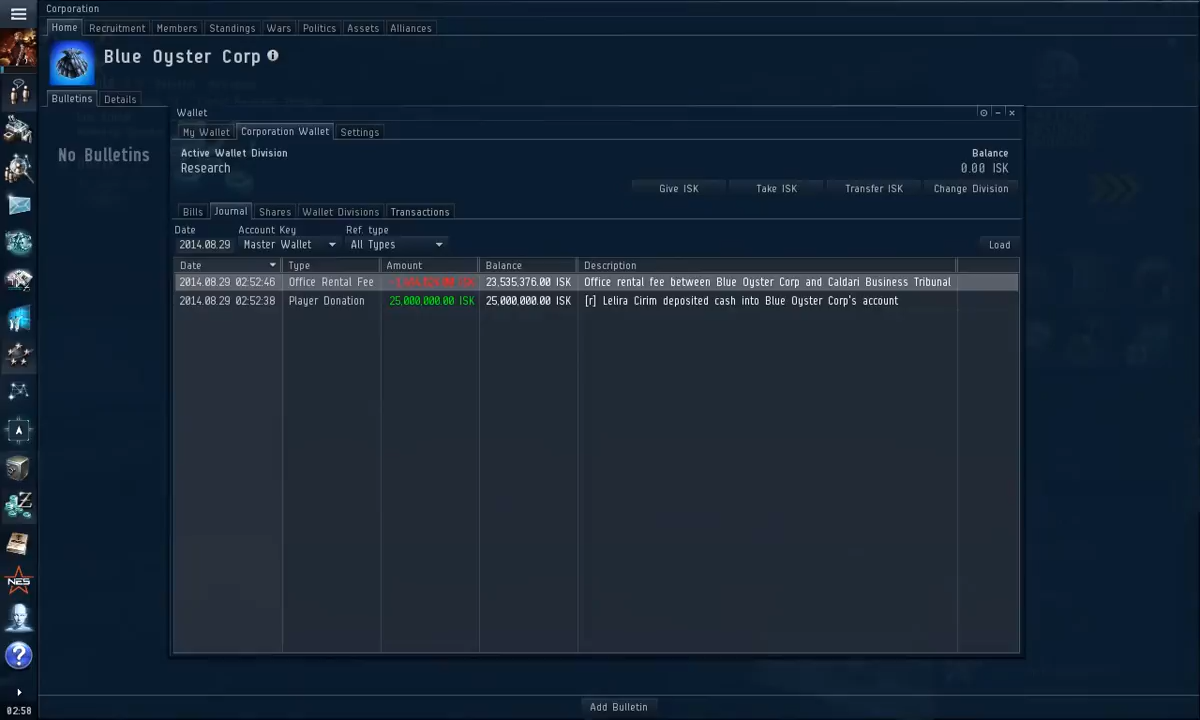 Corporation
Home Recruitment Members Standings Wars Politics Assets Alliances
Blue Oyster Corp
Bulletins Details
No Bulletins
Wallet
My Wallet Corporation Wallet Settings
Active Wallet Division Balance
Research 0.00 ISK
Give ISK Take ISK Transfer ISK Change Division
Bills Journal Shares Wallet Divisions Transactions
Date Account Key Ref. type
2014.08.29 Master Wallet All Types Load
Date Type Amount Balance Description
2014.08.29 02:52:46 Office Rental Fee ISK 23,535,376.00 ISK Office rental fee between Blue Oyster Corp and Caldari Business Tribunal
2014.08.29 02:52:38 Player Donation 25,000,000.00 ISK 25,000,000.00 ISK [r] Lelira Cirim deposited cash into Blue Oyster Corp's account
NES
?
02:58
Add Bulletin